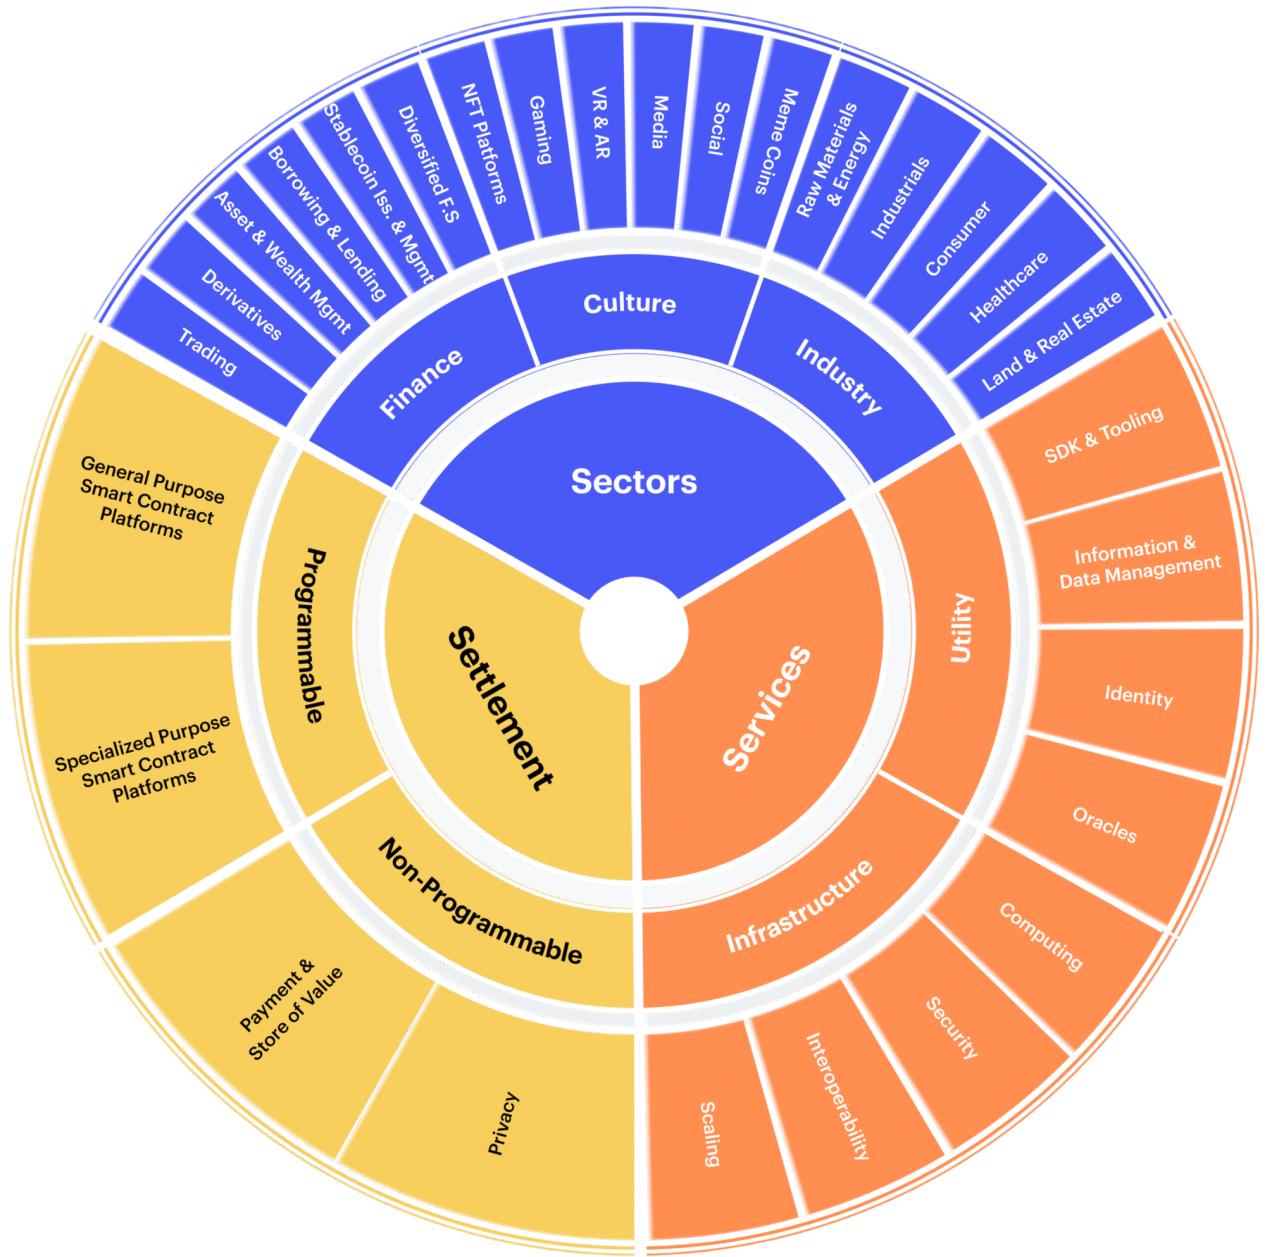 Sectors
Finance
Trading
Derivatives
Asset & Wealth Mgmt
Borrowing & Lending
Stablecoin Iss. & Mgmt
Diversified F.S
Culture
NFT Platforms
Gaming
VR & AR
Media
Social
Meme Coins
Industry
Raw Materials
& Energy
Industrials
Consumer
Healthcare
Land & Real Estate
Services
Utility
SDK & Tooling
Information &
Data Management
Identity
Oracles
Infrastructure
Computing
Security
Interoperability
Scaling
Settlement
Non-Programmable
Privacy
Payment &
Store of Value
Programmable
Specialized Purpose
Smart Contract
Platforms
General Purpose
Smart Contract
Platforms